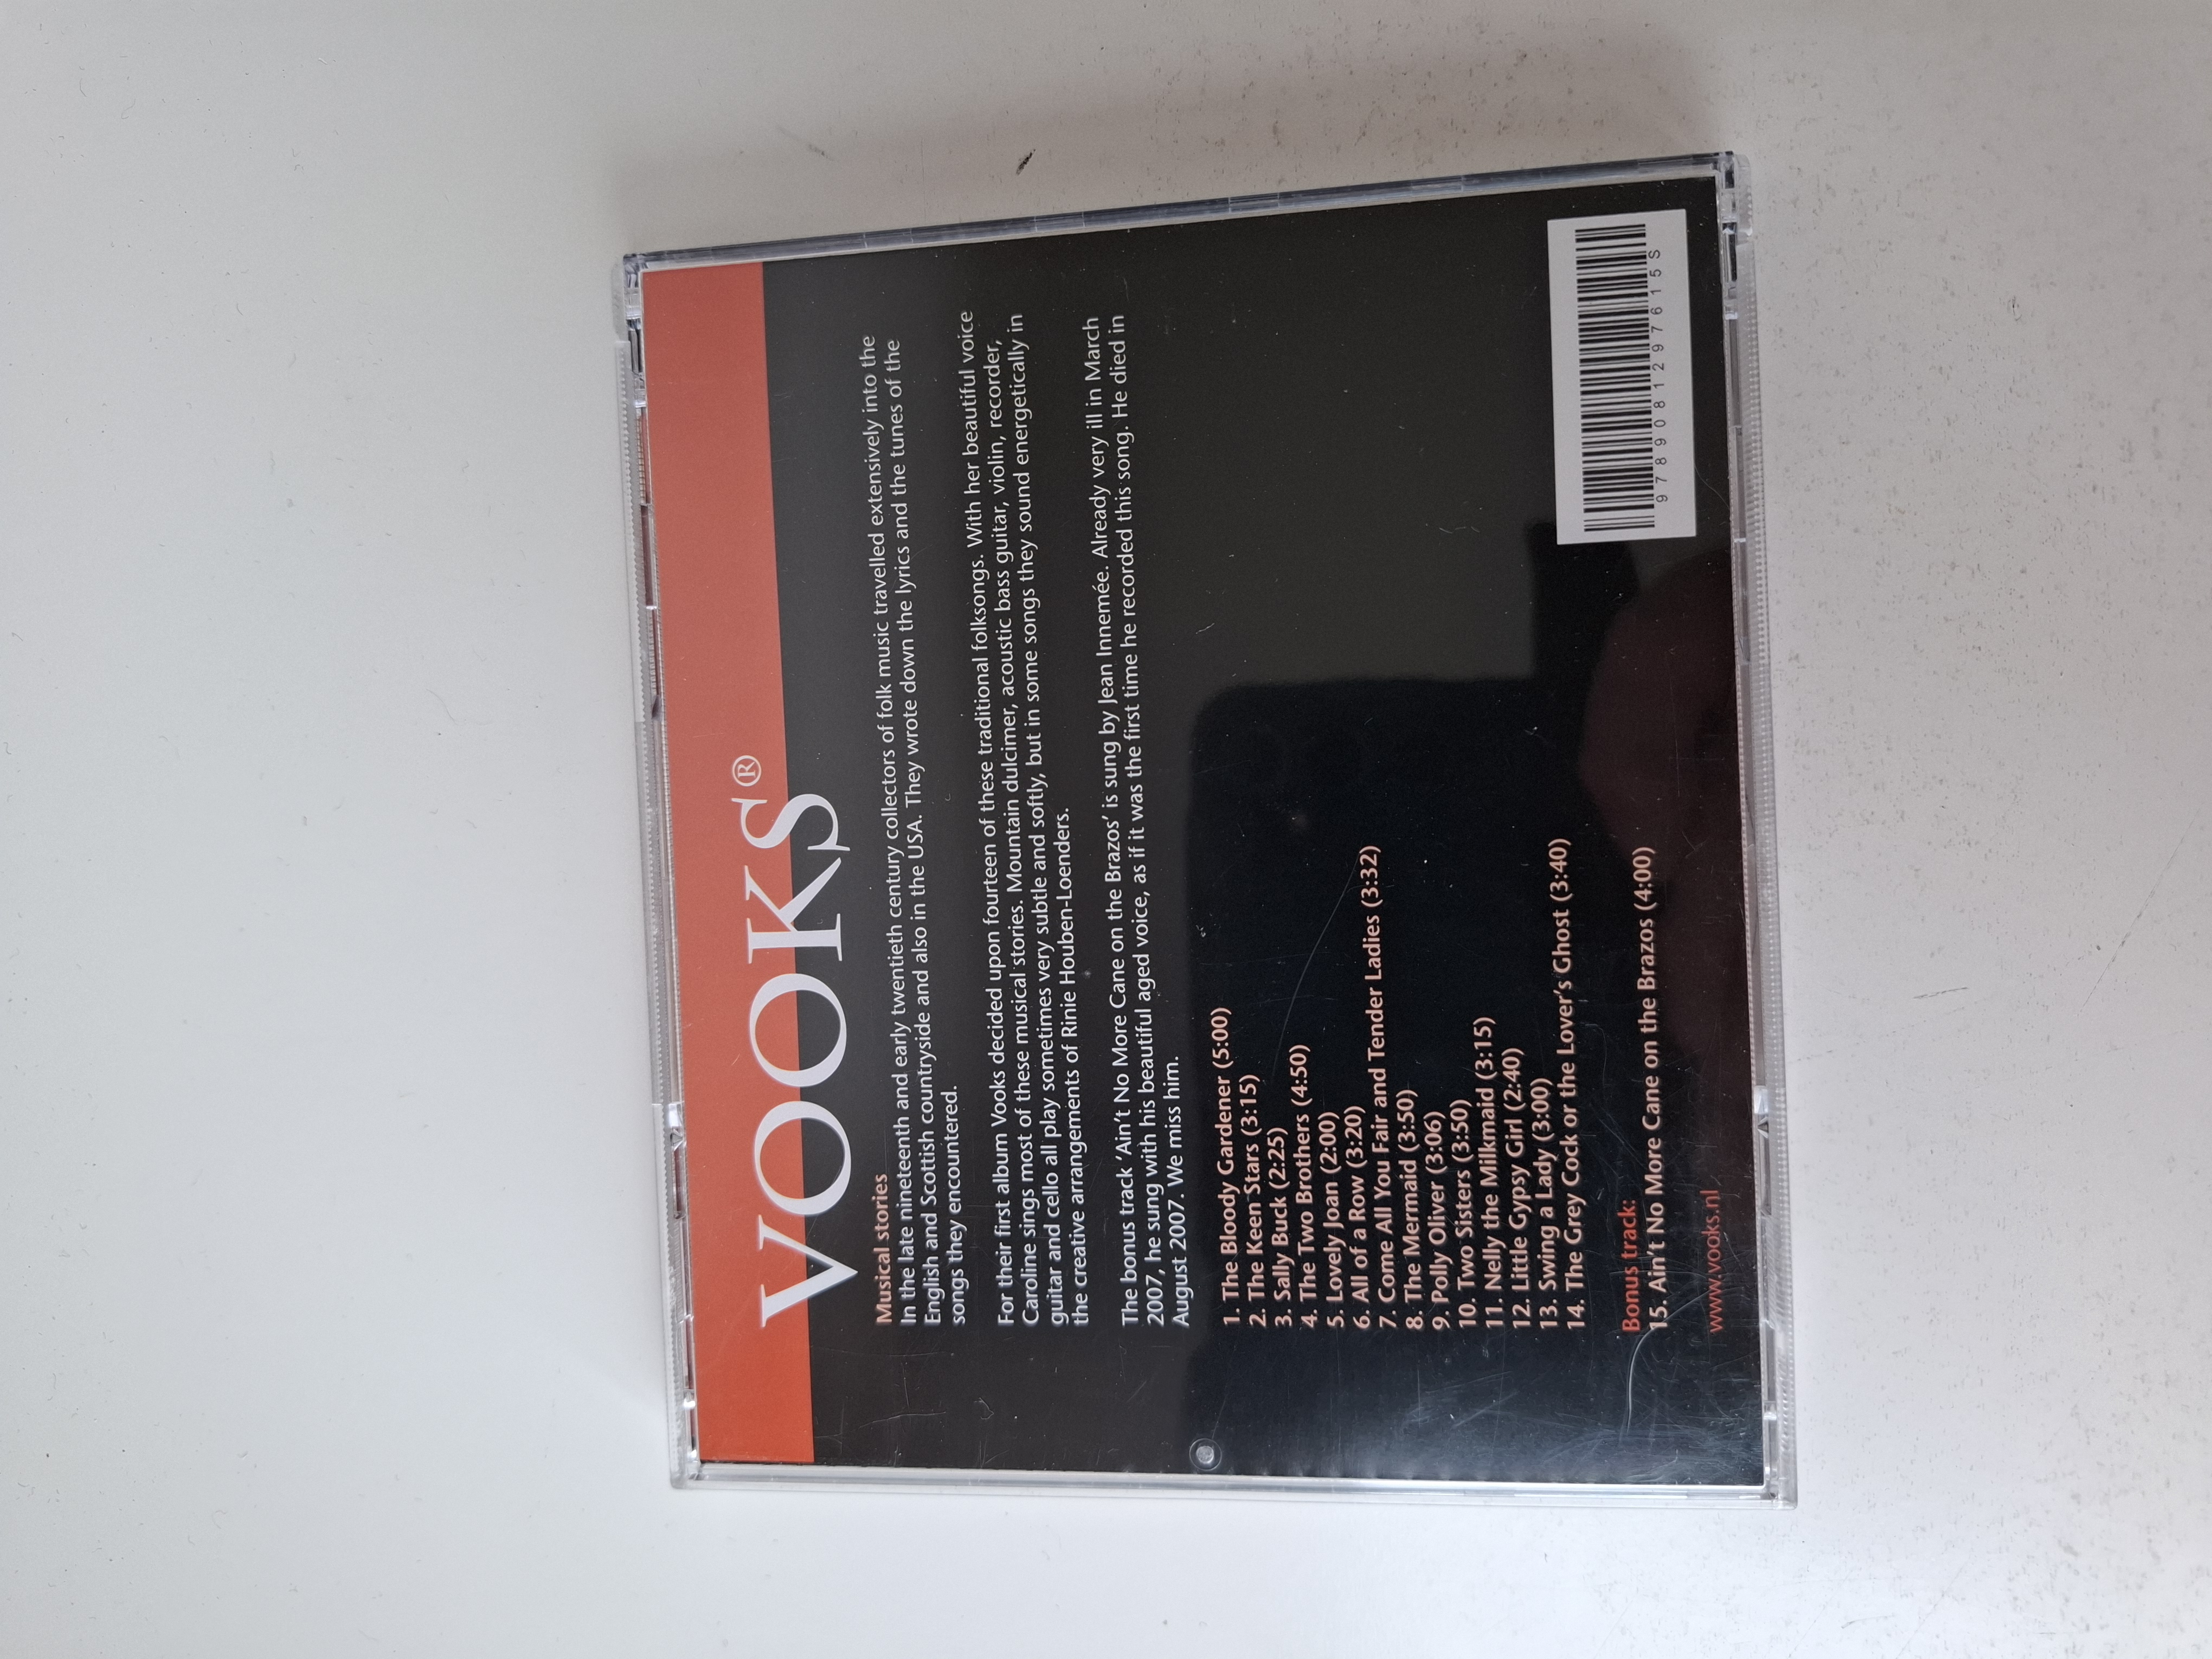 VOOKS®
Musical stories
In the late nineteenth and early twentieth century collectors of folk music travelled extensively into the
English and Scottish countryside and also in the USA. They wrote down the lyrics and the tunes of the
songs they encountered.
For their first album Vooks decided upon fourteen of these traditional folksongs. With her beautiful voice
Caroline sings most of these musical stories. Mountain dulcimer, acoustic bass guitar, violin, recorder,
guitar and cello all play sometimes very subtle and softly, but in some songs they sound energetically in
the creative arrangements of Rinie Houben-Loenders.
The bonus track 'Ain't No More Cane on the Brazos' is sung by Jean Innemée. Already very ill in March
2007, he sung with his beautiful aged voice, as if it was the first time he recorded this song. He died in
August 2007. We miss him.
1. The Bloody Gardener (5:00)
2. The Keen Stars (3:15)
3. Sally Buck (2:25)
4. The Two Brothers (4:50)
5. Lovely Joan (2:00)
6. All of a Row (3:20)
7. Come All You Fair and Tender Ladies (3:32)
8. The Mermaid (3:50)
9. Polly Oliver (3:06)
10. Two Sisters (3:50)
11. Nelly the Milkmaid (3:15)
12. Little Gypsy Girl (2:40)
13. Swing a Lady (3:00)
14. The Grey Cock or the Lover's Ghost (3:40)
Bonus track:
15. Ain't No More Cane on the Brazos (4:00)
www.vooks.nl
9789081297615S